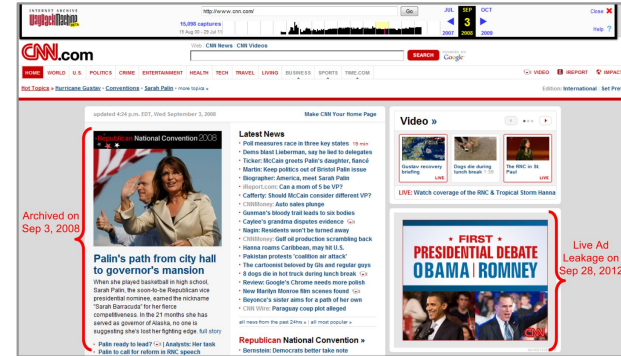 INTERNET ARCHIVE
WayBackMachine
BETA
http://www.cnn.com/
Go
JUL SEP OCT
Close
15,098 captures
3
2007 2008 2009
Help ?
CNN.com
Web CNN News CNN Videos
SEARCH
Google
HOME WORLD U.S. POLITICS CRIME ENTERTAINMENT HEALTH TECH TRAVEL LIVING BUSINESS SPORTS TIME.COM
VIDEO IREPORT IMPACT
Hot Topics » Hurricane Gustav · Conventions · Sarah Palin · more topics »
Edition: International Set Pre
updated 4:24 p.m. EDT, Wed September 3, 2008
Make CNN Your Home Page
Republican National Convention 2008
Archived on
Sep 3, 2008
Palin's path from city hall
to governor's mansion
When she played basketball in high school,
Sarah Palin, the soon-to-be Republican vice
presidential nominee, earned the nickname
"Sarah Barracuda" for her fierce
competitiveness. In the 21 months she has
served as governor of Alaska, no one is
suggesting she's lost her fighting edge. full story
Palin ready to lead? | Analysts: Her task
Palin to call for reform in RNC speech
Latest News
Poll measures race in three key states 15 min
Dems blast Lieberman, say he lied to delegates
Ticker: McCain greets Palin's daughter, fiancé
Martin: Keep politics out of Bristol Palin issue
Biographer: America, meet Sarah Palin
iReport.com: Can a mom of 5 be VP?
Cafferty: Should McCain consider different VP?
CNNMoney: Auto sales plunge
Gunman's bloody trail leads to six bodies
Caylee's grandma disputes evidence
Nagin: Residents won't be turned away
CNNMoney: Gulf oil production scrambling back
Hanna roams Caribbean, may hit U.S.
Pakistan protests 'coalition air attack'
The cartoonist beloved by GIs and regular guys
8 dogs die in hot truck during lunch break
Review: Google's Chrome needs more polish
New Marilyn Monroe film scenes found
Beyonce's sister aims for a path of her own
CNN Wire: Paraguay coup plot alleged
all news from the past 24hrs » | all most popular »
Republican National Convention »
Bernstein: Democrats better take note
Video »
Gustav recovery
briefing
LIVE
Dogs die during
lunch break 1:59
The RNC in St.
Paul
LIVE
LIVE: Watch coverage of the RNC & Tropical Storm Hanna
FIRST
PRESIDENTIAL DEBATE
OBAMA ROMNEY
CNN
Live Ad
Leakage on
Sep 28, 2012